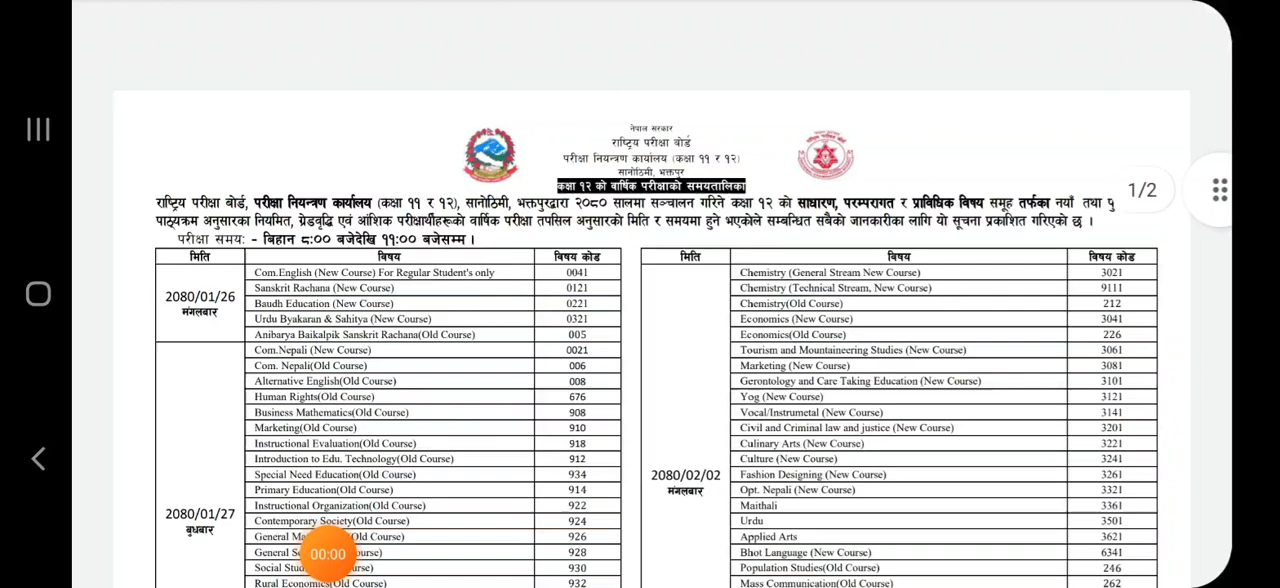 नेपाल सरकार
राष्ट्रिय परीक्षा बोर्ड
परीक्षा नियन्त्रण कार्यालय (कक्षा ११ र १२)
सानोठिमी, भक्तपुर
कक्षा १२ को वार्षिक परीक्षाको समयतालिका
1/2
राष्ट्रिय परीक्षा बोर्ड, परीक्षा नियन्त्रण कार्यालय (कक्षा ११ र १२), सानोठिमी, भक्तपुरद्वारा २०८० सालमा सञ्चालन गरिने कक्षा १२ को साधारण, परम्परागत र प्राविधिक विषय समूह तर्फका नयाँ तथा पु
पाठ्यक्रम अनुसारका नियमित, ग्रेडवृद्धि एवं आंशिक परीक्षार्थीहरूको वार्षिक परीक्षा तपसिल अनुसारको मिति र समयमा हुने भएकोले सम्बन्धित सबैको जानकारीका लागि यो सूचना प्रकाशित गरिएको छ ।
परीक्षा समयः - बिहान ८:०० बजेदेखि ११:०० बजेसम्म ।
मिति विषय विषय कोड
2080/01/26 मंगलबार
Com.English (New Course) For Regular Student's only 0041
Sanskrit Rachana (New Course) 0121
Baudh Education (New Course) 0221
Urdu Byakaran & Sahitya (New Course) 0321
Anibarya Baikalpik Sanskrit Rachana(Old Course) 005
2080/01/27 बुधबार
Com.Nepali (New Course) 0021
Com. Nepali(Old Course) 006
Alternative English(Old Course) 008
Human Rights(Old Course) 676
Business Mathematics(Old Course) 908
Marketing(Old Course) 910
Instructional Evaluation(Old Course) 918
Introduction to Edu. Technology(Old Course) 912
Special Need Education(Old Course) 934
Primary Education(Old Course) 914
Instructional Organization(Old Course) 922
Contemporary Society(Old Course) 924
General Old Course) 926
General 928
Social 930
Rural Economics(Old Course) 932
00:00
मिति विषय विषय कोड
2080/02/02 मंगलबार
Chemistry (General Stream New Course) 3021
Chemistry (Technical Stream, New Course) 9111
Chemistry(Old Course) 212
Economics (New Course) 3041
Economics(Old Course) 226
Tourism and Mountaineering Studies (New Course) 3061
Marketing (New Course) 3081
Gerontology and Care Taking Education (New Course) 3101
Yog (New Course) 3121
Vocal/Instrumetal (New Course) 3141
Civil and Criminal law and justice (New Course) 3201
Culinary Arts (New Course) 3221
Culture (New Course) 3241
Fashion Designing (New Course) 3261
Opt. Nepali (New Course) 3321
Maithali 3361
Urdu 3501
Applied Arts 3621
Bhot Language (New Course) 6341
Population Studies(Old Course) 246
Mass Communication(Old Course) 262